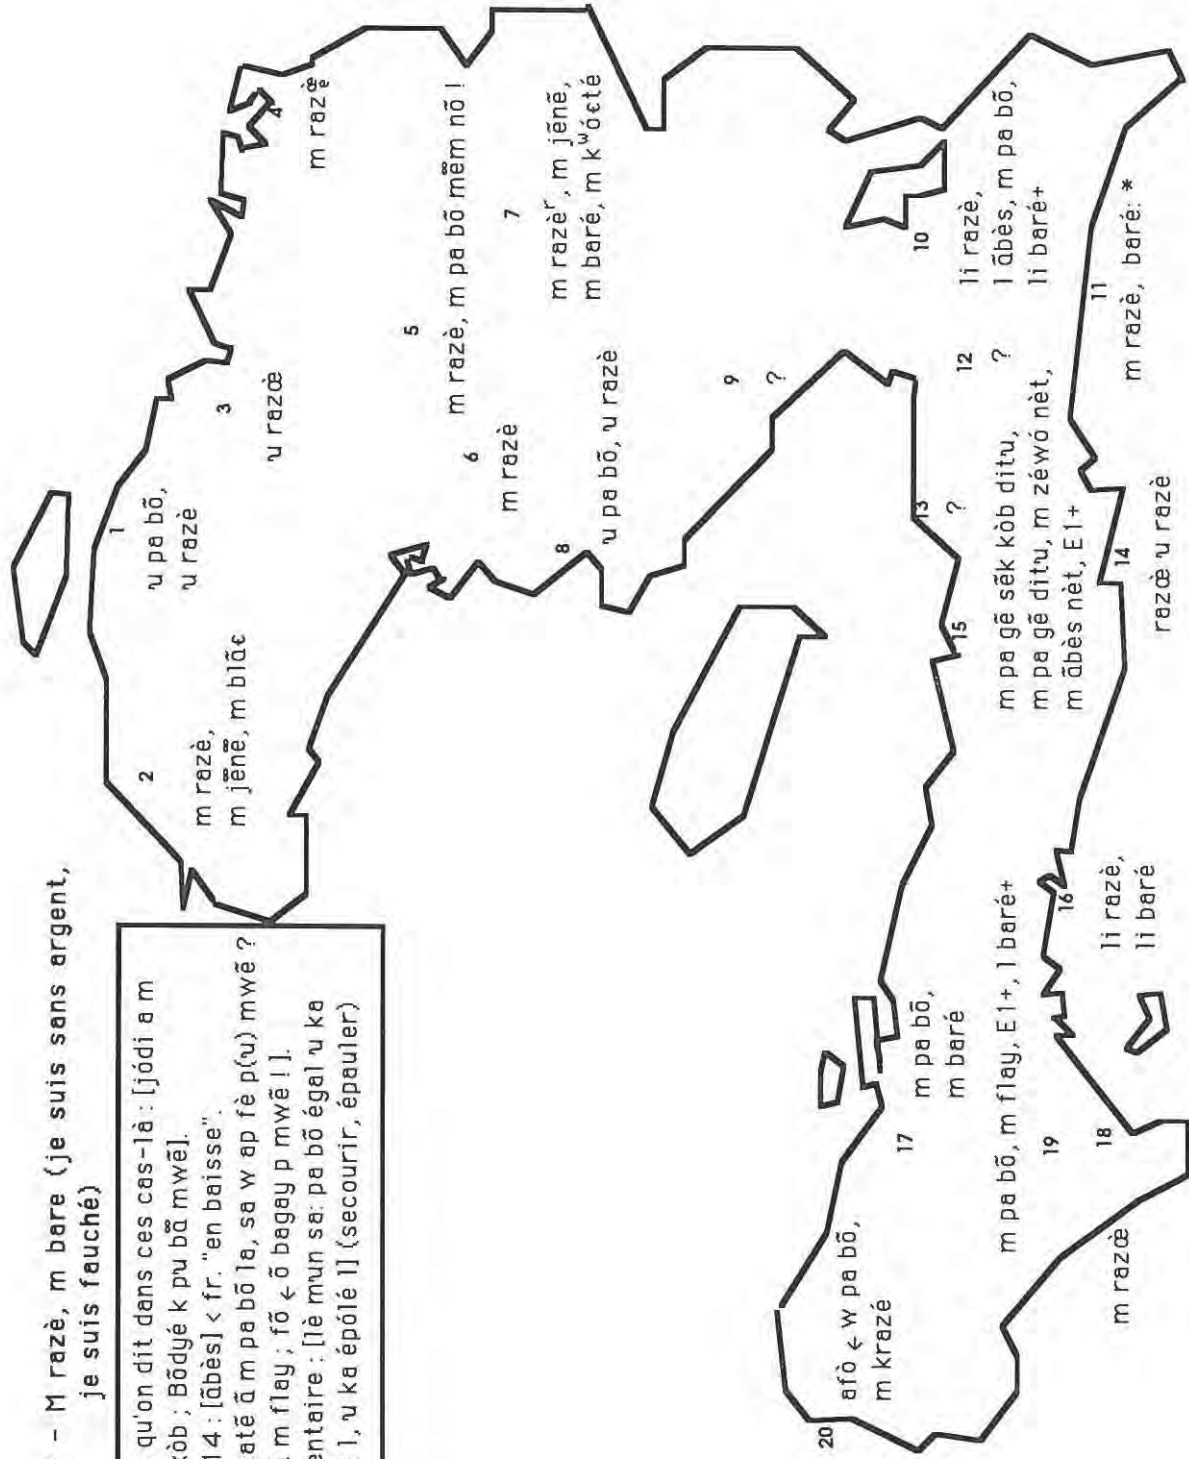 - M razè, m bare (je suis sans argent,
je suis fauché)
qu'on dit dans ces cas-là : [jódi a m
kòb ; Bõdyé k pu bã mwẽ].
14 : [ãbès] < fr. "en baisse".
atẽ ã m pa bõ la, sa w ap fè p(u) mwẽ ?
m flay ; fõ ȼ õ bagay p mwẽ ! ].
entaire : [lè mun sa: pa bõ égal u ka
l, u ka épólé l] (secourir, épauler)
1
u pa bõ,
u razè
2
m razè,
m jẽnẽ, m blãȼ
3
u razœ
4
m razœ
5
m razè, m pa bõ mẽm nõ !
6
m razè
7
m razèʳ, m jẽnẽ,
m baré, m kʷóȼté
8
u pa bõ, u razè
9
?
10
li razè,
l ãbès, m pa bõ,
li baré+
11
m razè, baré: *
12
?
13
?
m pa gẽ sẽk kòb ditu,
m pa gẽ ditu, m zéwó nèt,
m ãbès nèt, E1+
14
razœ u razè
15
16
li razè,
li baré
17
m pa bõ,
m baré
m pa bõ, m flay, E1+, l baré+
18
m razœ
19
20
afò ȼ w pa bõ,
m krazé